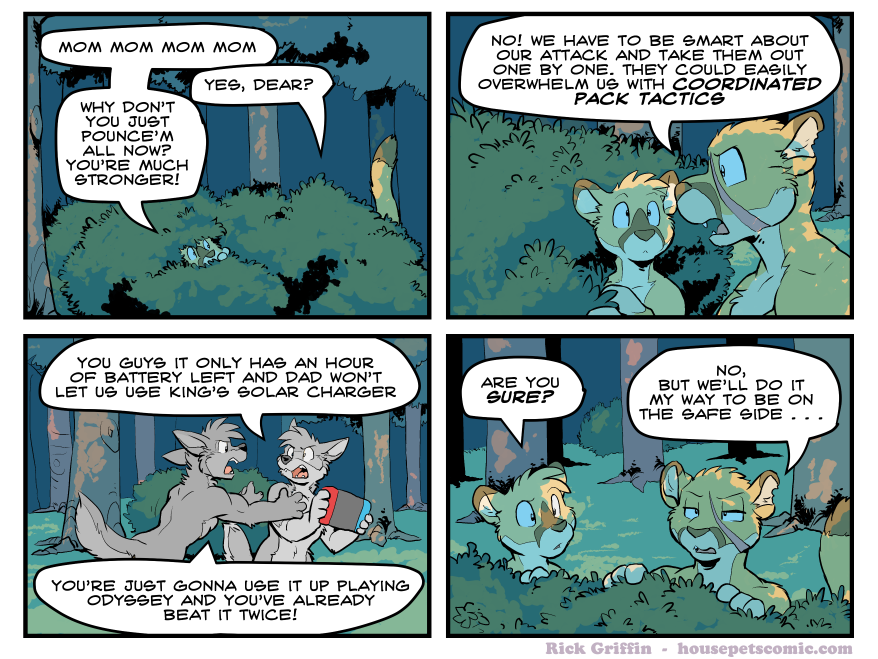 MOM MOM MOM MOM
YES, DEAR?
WHY DON'T
YOU JUST
POUNCE'M
ALL NOW?
YOU'RE MUCH
STRONGER!
NO! WE HAVE TO BE SMART ABOUT
OUR ATTACK AND TAKE THEM OUT
ONE BY ONE. THEY COULD EASILY
OVERWHELM US WITH COORDINATED
PACK TACTICS
YOU GUYS IT ONLY HAS AN HOUR
OF BATTERY LEFT AND DAD WON'T
LET US USE KING'S SOLAR CHARGER
YOU'RE JUST GONNA USE IT UP PLAYING
ODYSSEY AND YOU'VE ALREADY
BEAT IT TWICE!
ARE YOU
SURE?
NO,
BUT WE'LL DO IT
MY WAY TO BE ON
THE SAFE SIDE . . .
Rick Griffin - housepetscomic.com